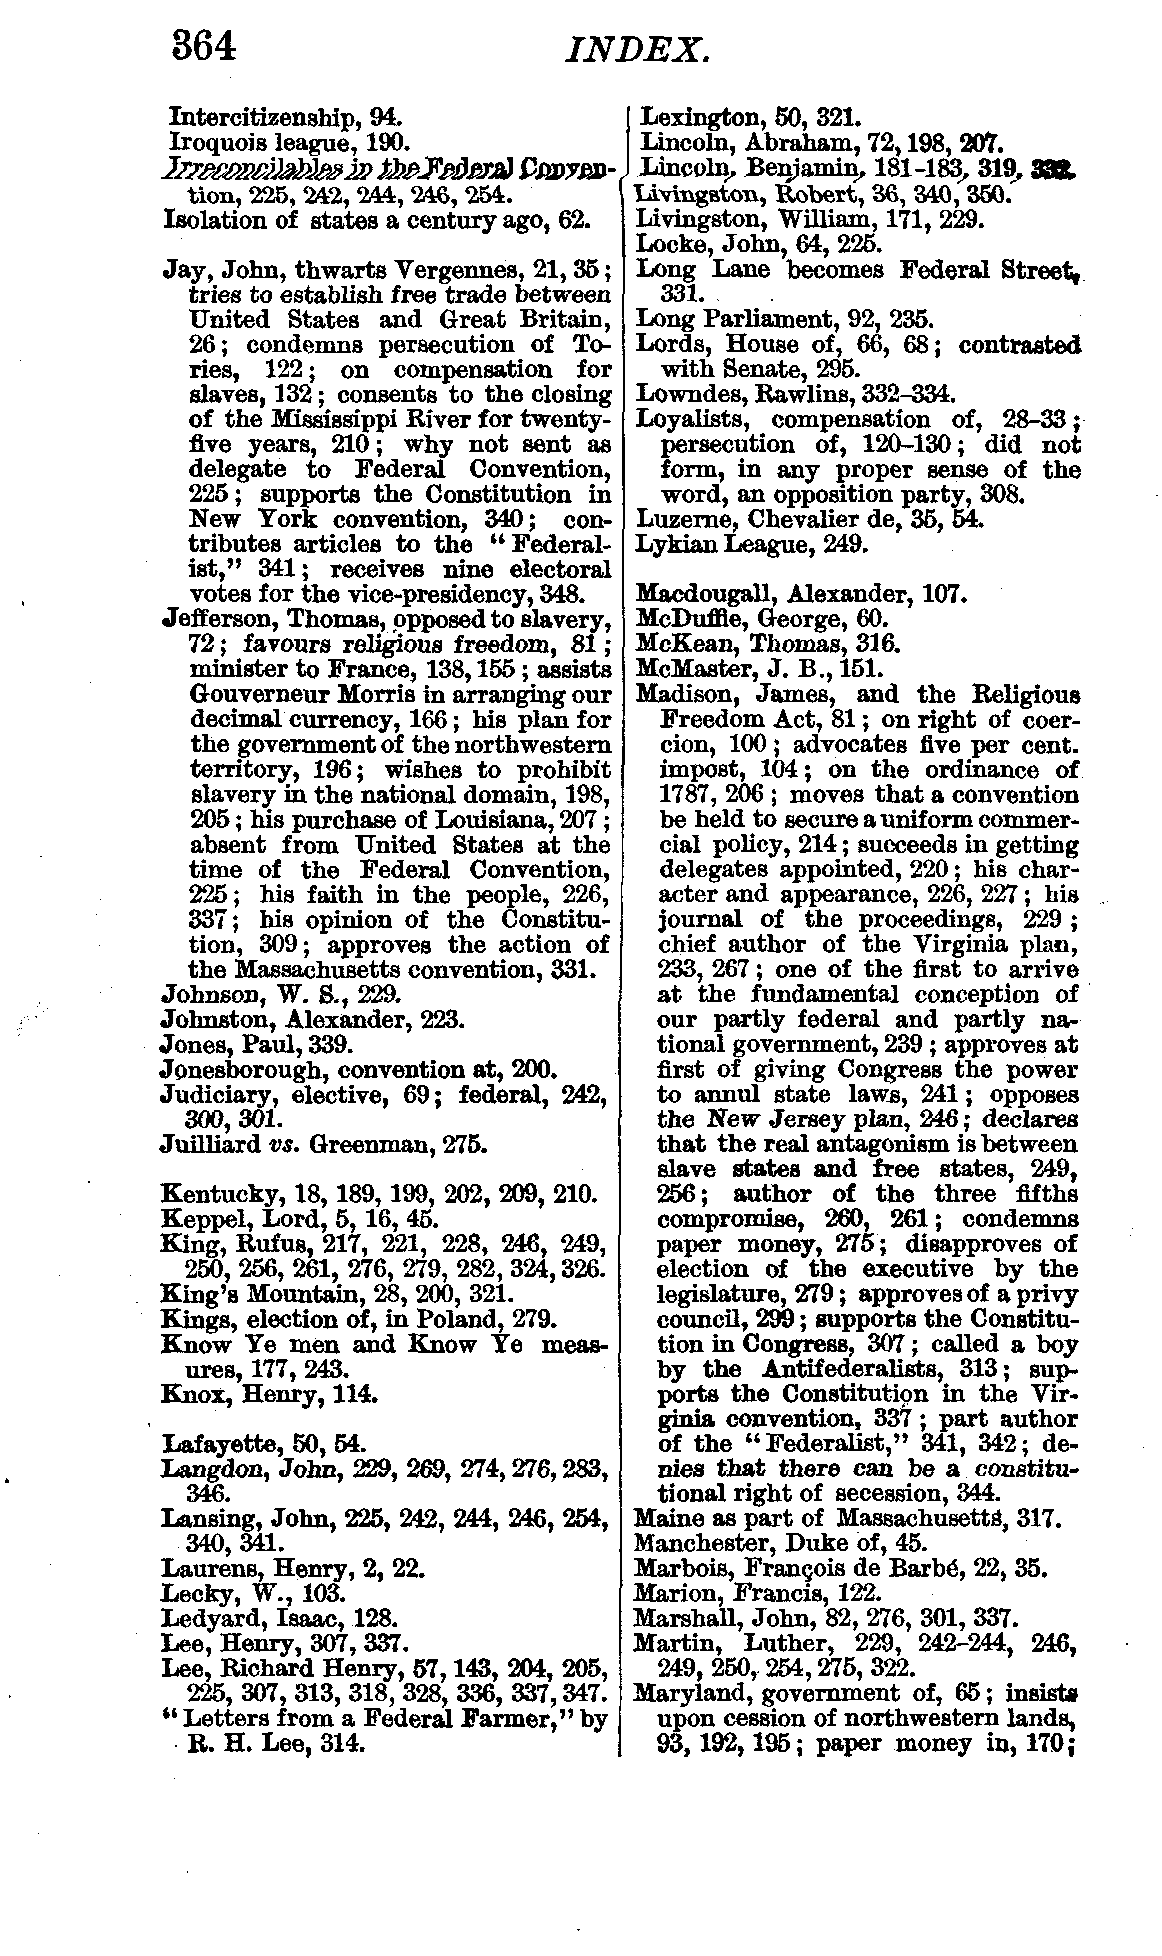 364
INDEX.
Intercitizenship, 94.
Iroquois league, 190.
Irreconcilables in the Federal Conven-
tion, 225, 242, 244, 246, 254.
Isolation of states a century ago, 62.
Jay, John, thwarts Vergennes, 21, 35;
tries to establish free trade between
United States and Great Britain,
26; condemns persecution of To-
ries, 122; on compensation for
slaves, 132; consents to the closing
of the Mississippi River for twenty-
five years, 210; why not sent as
delegate to Federal Convention,
225; supports the Constitution in
New York convention, 340; con-
tributes articles to the "Federal-
ist," 341; receives nine electoral
votes for the vice-presidency, 348.
Jefferson, Thomas, opposed to slavery,
72; favours religious freedom, 81;
minister to France, 138, 155; assists
Gouverneur Morris in arranging our
decimal currency, 166; his plan for
the government of the northwestern
territory, 196; wishes to prohibit
slavery in the national domain, 198,
205; his purchase of Louisiana, 207;
absent from United States at the
time of the Federal Convention,
225; his faith in the people, 226,
337; his opinion of the Constitu-
tion, 309; approves the action of
the Massachusetts convention, 331.
Johnson, W. S., 229.
Johnston, Alexander, 223.
Jones, Paul, 339.
Jonesborough, convention at, 200.
Judiciary, elective, 69; federal, 242,
300, 301.
Juilliard vs. Greenman, 275.
Kentucky, 18, 189, 199, 202, 209, 210.
Keppel, Lord, 5, 16, 45.
King, Rufus, 217, 221, 228, 246, 249,
250, 256, 261, 276, 279, 282, 324, 326.
King's Mountain, 28, 200, 321.
Kings, election of, in Poland, 279.
Know Ye men and Know Ye meas-
ures, 177, 243.
Knox, Henry, 114.
Lafayette, 50, 54.
Langdon, John, 229, 269, 274, 276, 283,
346.
Lansing, John, 225, 242, 244, 246, 254,
340, 341.
Laurens, Henry, 2, 22.
Lecky, W., 103.
Ledyard, Isaac, 128.
Lee, Henry, 307, 337.
Lee, Richard Henry, 57, 143, 204, 205,
225, 307, 313, 318, 328, 336, 337, 347.
"Letters from a Federal Farmer," by
R. H. Lee, 314.
Lexington, 50, 321.
Lincoln, Abraham, 72, 198, 207.
Lincoln, Benjamin, 181-183, 319,
Livingston, Robert, 36, 340, 350.
Livingston, William, 171, 229.
Locke, John, 64, 225.
Long Lane becomes Federal Street,
331.
Long Parliament, 92, 235.
Lords, House of, 66, 68; contrasted
with Senate, 295.
Lowndes, Rawlins, 332-334.
Loyalists, compensation of, 28-33;
persecution of, 120-130; did not
form, in any proper sense of the
word, an opposition party, 308.
Luzerne, Chevalier de, 35, 54.
Lykian League, 249.
Macdougall, Alexander, 107.
McDuffie, George, 60.
McKean, Thomas, 316.
McMaster, J. B., 151.
Madison, James, and the Religious
Freedom Act, 81; on right of coer-
cion, 100; advocates five per cent.
impost, 104; on the ordinance of
1787, 206; moves that a convention
be held to secure a uniform commer-
cial policy, 214; succeeds in getting
delegates appointed, 220; his char-
acter and appearance, 226, 227; his
journal of the proceedings, 229;
chief author of the Virginia plan,
233, 267; one of the first to arrive
at the fundamental conception of
our partly federal and partly na-
tional government, 239; approves at
first of giving Congress the power
to annul state laws, 241; opposes
the New Jersey plan, 246; declares
that the real antagonism is between
slave states and free states, 249,
256; author of the three fifths
compromise, 260, 261; condemns
paper money, 275; disapproves of
election of the executive by the
legislature, 279; approves of a privy
council, 299; supports the Constitu-
tion in Congress, 307; called a boy
by the Antifederalists, 313; sup-
ports the Constitution in the Vir-
ginia convention, 337; part author
of the "Federalist," 341, 342; de-
nies that there can be a constitu-
tional right of secession, 344.
Maine as part of Massachusetts, 317.
Manchester, Duke of, 45.
Marbois, François de Barbé, 22, 35.
Marion, Francis, 122.
Marshall, John, 82, 276, 301, 337.
Martin, Luther, 229, 242-244, 246,
249, 250, 254, 275, 322.
Maryland, government of, 65; insists
upon cession of northwestern lands,
93, 192, 195; paper money in, 170;